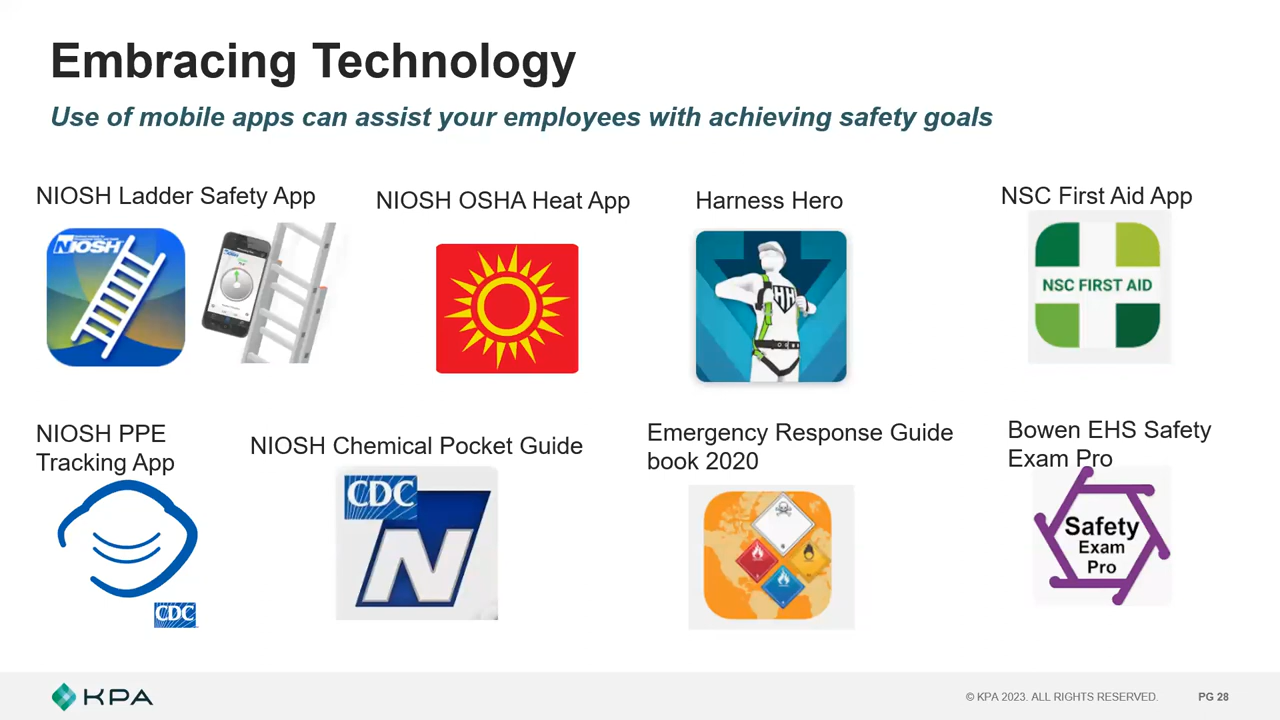 Embracing Technology
Use of mobile apps can assist your employees with achieving safety goals
NIOSH Ladder Safety App
NIOSH OSHA Heat App
Harness Hero
NSC First Aid App
NIOSH
HH
NSC FIRST AID
NIOSH PPE
Tracking App
NIOSH Chemical Pocket Guide
Emergency Response Guide
book 2020
Bowen EHS Safety
Exam Pro
CDC
N
Safety
Exam
Pro
CDC
KPA
© KPA 2023. ALL RIGHTS RESERVED.
PG 28